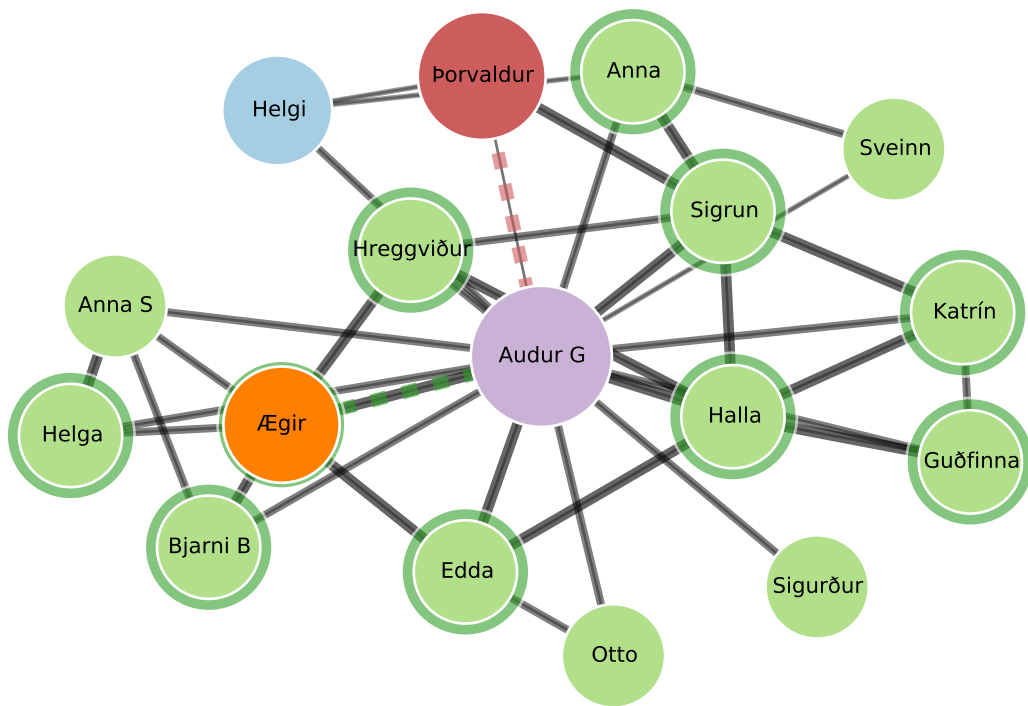 Þorvaldur
Anna
Helgi
Sveinn
Sigrun
Hreggviður
Anna S
Katrín
Audur G
Halla
Ægir
Helga
Guðfinna
Bjarni B
Edda
Sigurður
Otto